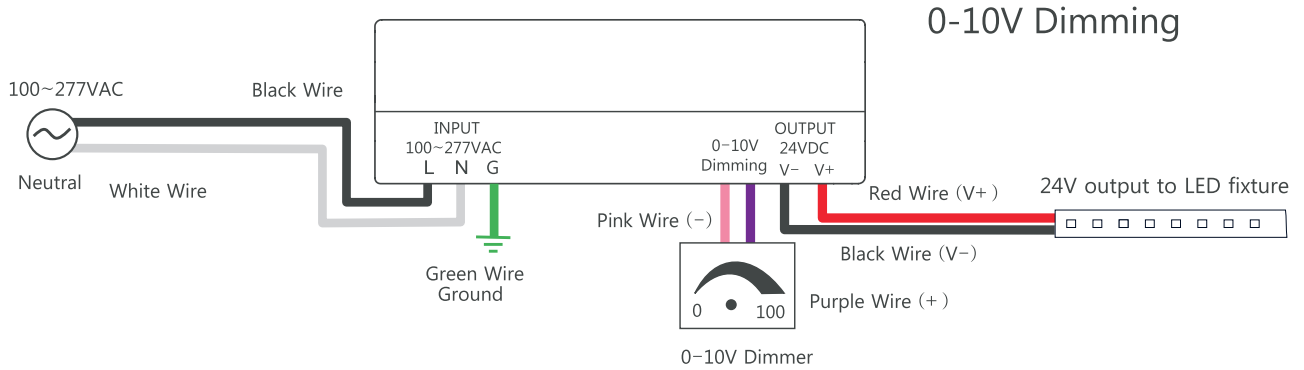 0-10V Dimming
100~277VAC
Black Wire
Neutral
White Wire
INPUT
100~277VAC
L N G
0-10V
Dimming
OUTPUT
24VDC
V- V+
Green Wire
Ground
Pink Wire (-)
Red Wire (V+)
24V output to LED fixture
Black Wire (V-)
0 100
Purple Wire (+)
0-10V Dimmer